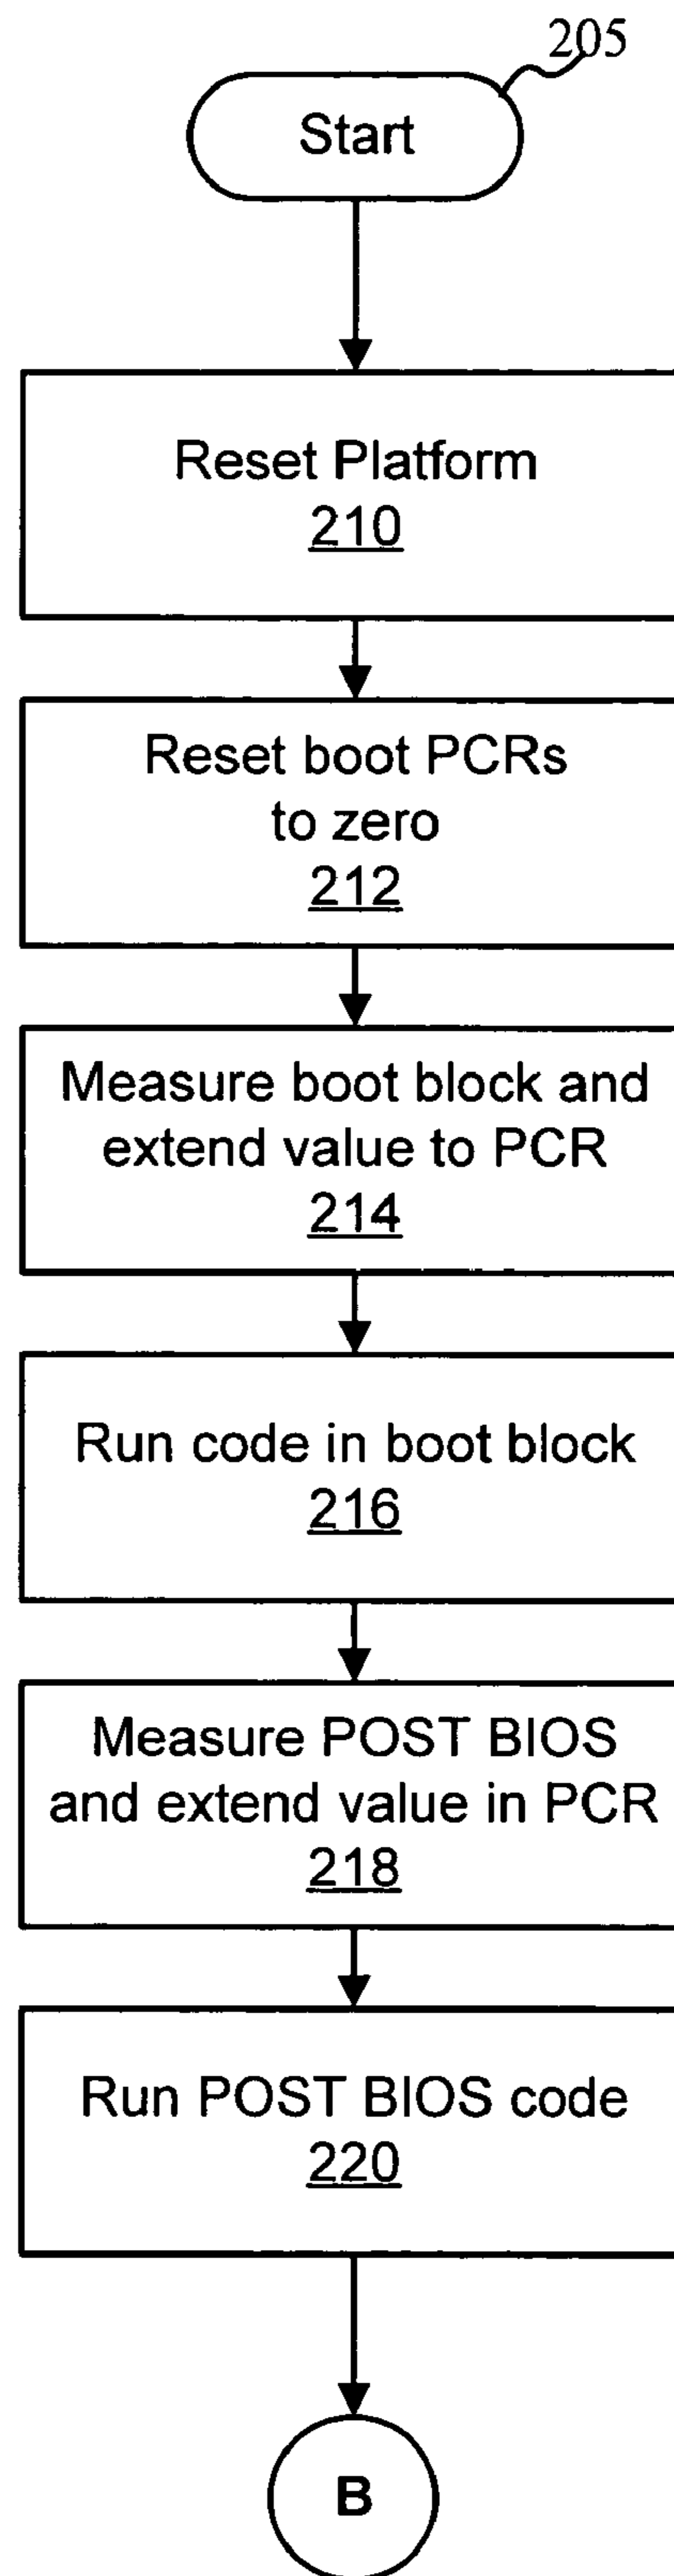 205
Start
Reset Platform
210
Reset boot PCRs
to zero
212
Measure boot block and
extend value to PCR
214
Run code in boot block
216
Measure POST BIOS
and extend value in PCR
218
Run POST BIOS code
220
B